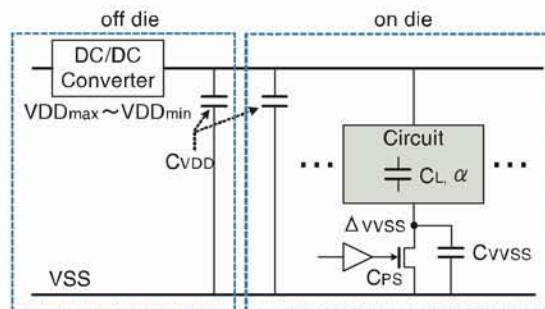 off die
on die
DC/DC
Converter
VDDmax～VDDmin
CVDD
Circuit
CL, α
...
...
ΔVVSS
CPS
CVVSS
VSS